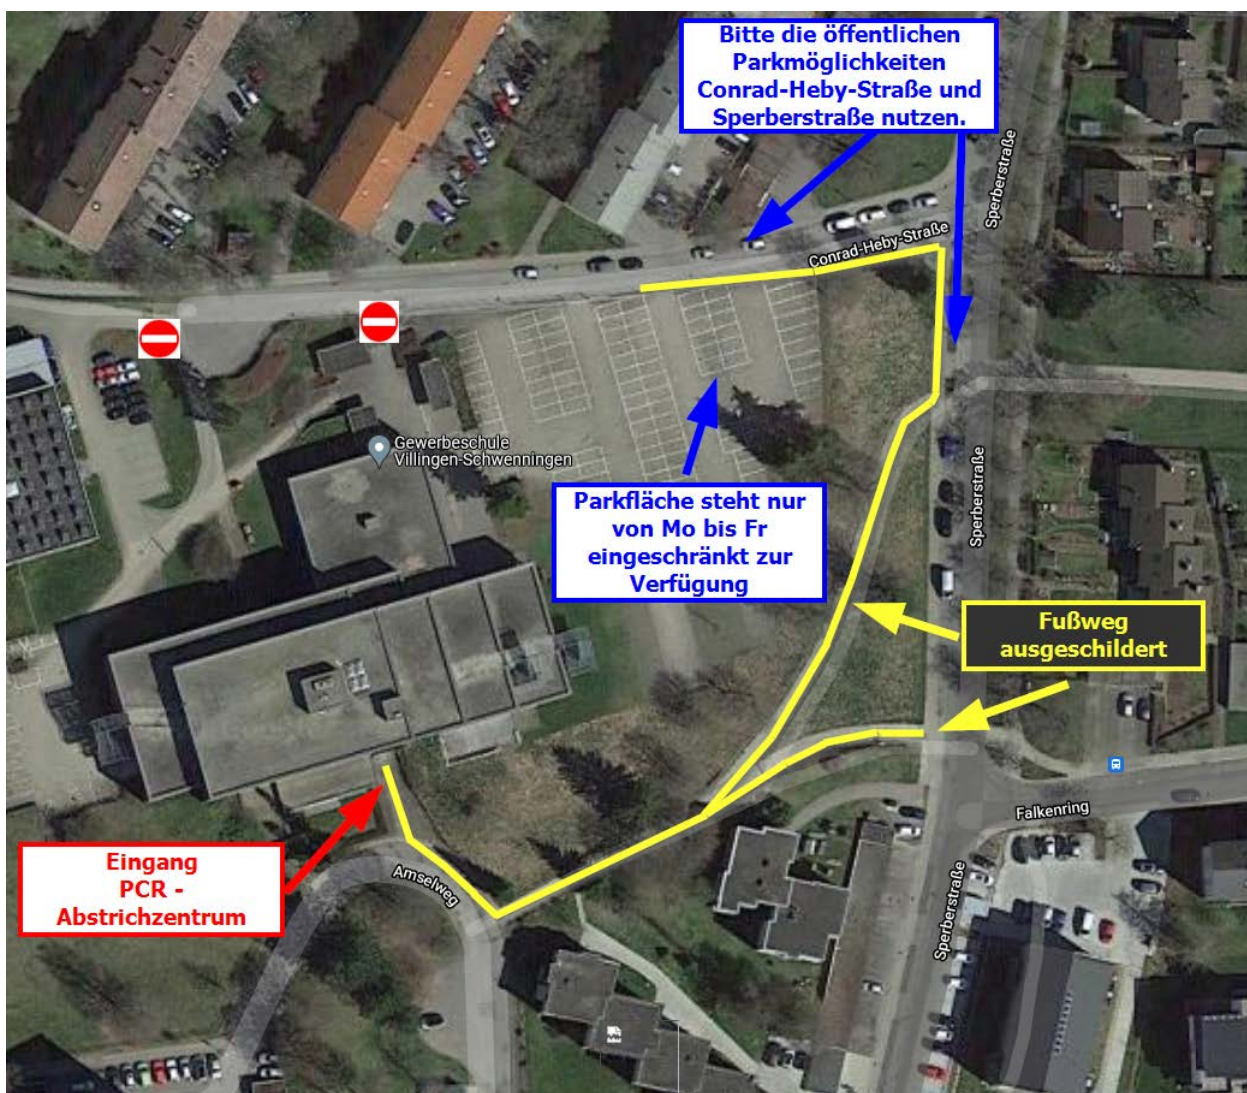 Bitte die öffentlichen
Parkmöglichkeiten
Conrad-Heby-Straße und
Sperberstraße nutzen.
Sperberstraße
Conrad-Heby-Straße
Gewerbeschule
Villingen-Schwenningen
Sperberstraße
Parkfläche steht nur
von Mo bis Fr
eingeschränkt zur
Verfügung
Fußweg
ausgeschildert
Falkenring
Eingang
PCR -
Abstrichzentrum
Amselweg
Sperberstraße